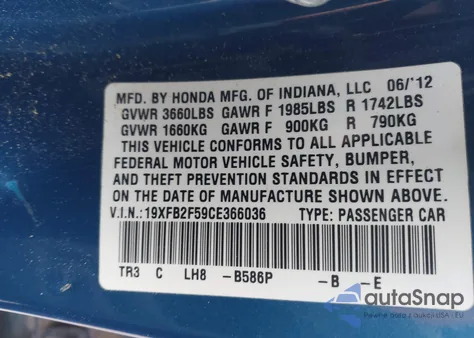 MFD. BY HONDA MFG. OF INDIANA, LLC 06/'12
GVWR 3660LBS GAWR F 1985LBS R 1742LBS
GVWR 1660KG GAWR F 900KG R 790KG
THIS VEHICLE CONFORMS TO ALL APPLICABLE
FEDERAL MOTOR VEHICLE SAFETY, BUMPER,
AND THEFT PREVENTION STANDARDS IN EFFECT
ON THE DATE OF MANUFACTURE SHOWN ABOVE.
V.I.N.:19XFB2F59CE366036 TYPE: PASSENGER CAR
TR3 C LH8 -B586P -B -E
autoSnap